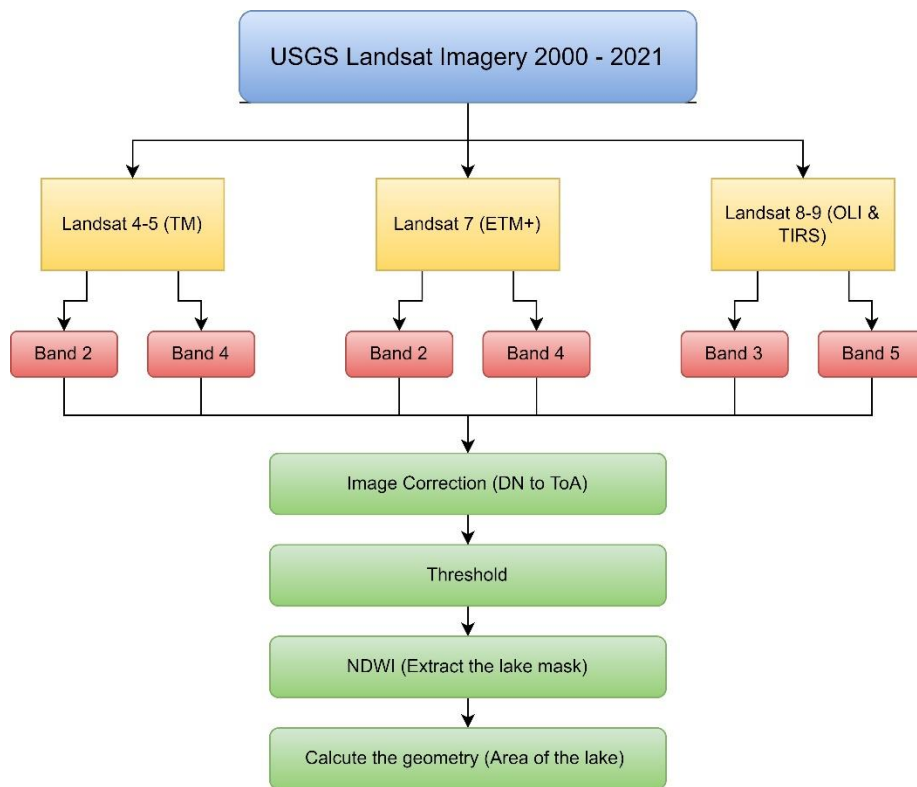 USGS Landsat Imagery 2000 - 2021
Landsat 4-5 (TM)
Landsat 7 (ETM+)
Landsat 8-9 (OLI &
TIRS)
Band 2
Band 4
Band 2
Band 4
Band 3
Band 5
Image Correction (DN to ToA)
Threshold
NDWI (Extract the lake mask)
Calcute the geometry (Area of the lake)